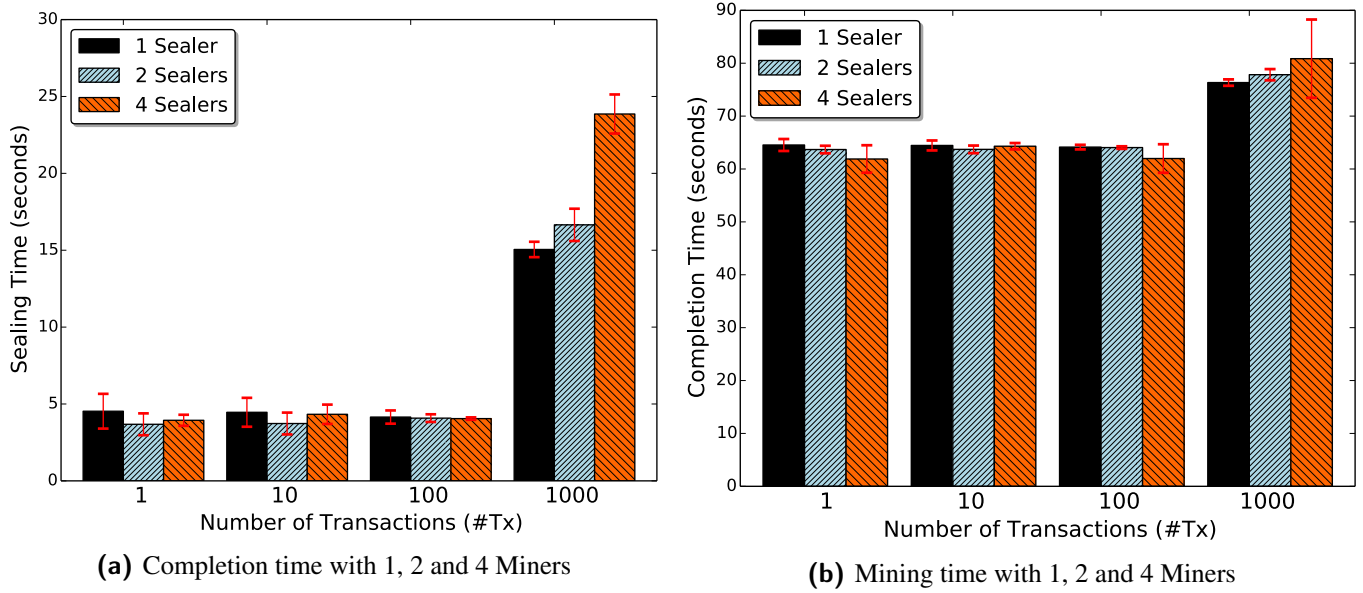 30
25
20
15
10
5
0
Sealing Time (seconds)
1 Sealer
2 Sealers
4 Sealers
1 10 100 1000
Number of Transactions (#Tx)
(a) Completion time with 1, 2 and 4 Miners
90
80
70
60
50
40
30
20
10
0
Completion Time (seconds)
1 Sealer
2 Sealers
4 Sealers
1 10 100 1000
Number of Transactions (#Tx)
(b) Mining time with 1, 2 and 4 Miners